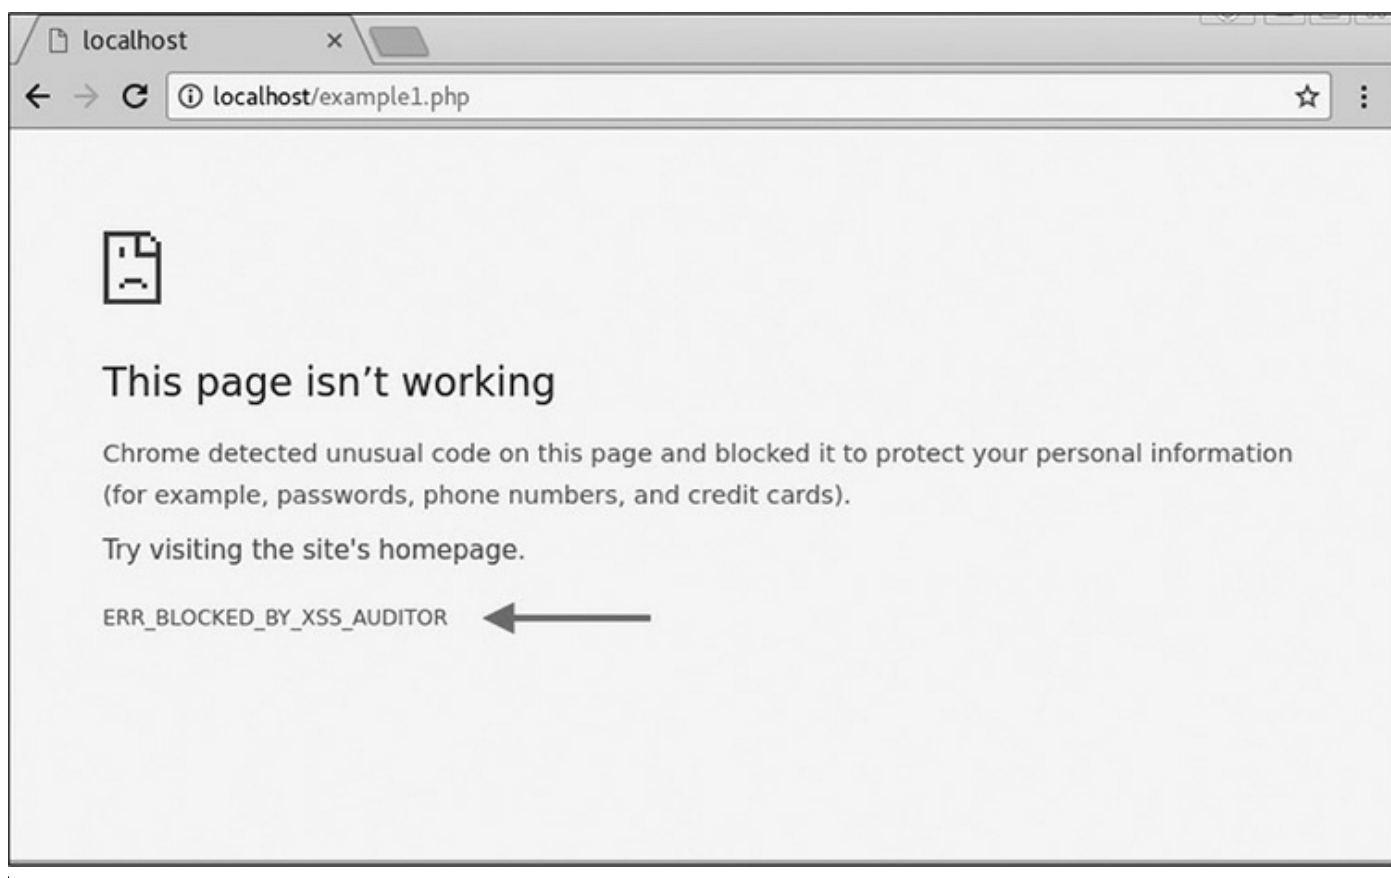 localhost
localhost/example1.php
This page isn’t working
Chrome detected unusual code on this page and blocked it to protect your personal information
(for example, passwords, phone numbers, and credit cards).
Try visiting the site's homepage.
ERR_BLOCKED_BY_XSS_AUDITOR